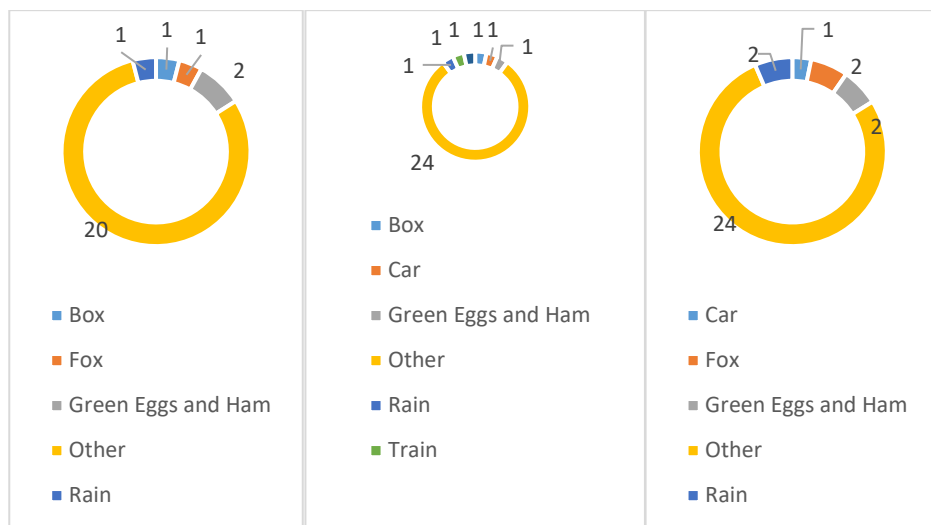 1
1
1
2
20
Box
Fox
Green Eggs and Ham
Other
Rain
1
1
1
1
1
1
24
Box
Car
Green Eggs and Ham
Other
Rain
Train
2
1
2
2
24
Car
Fox
Green Eggs and Ham
Other
Rain